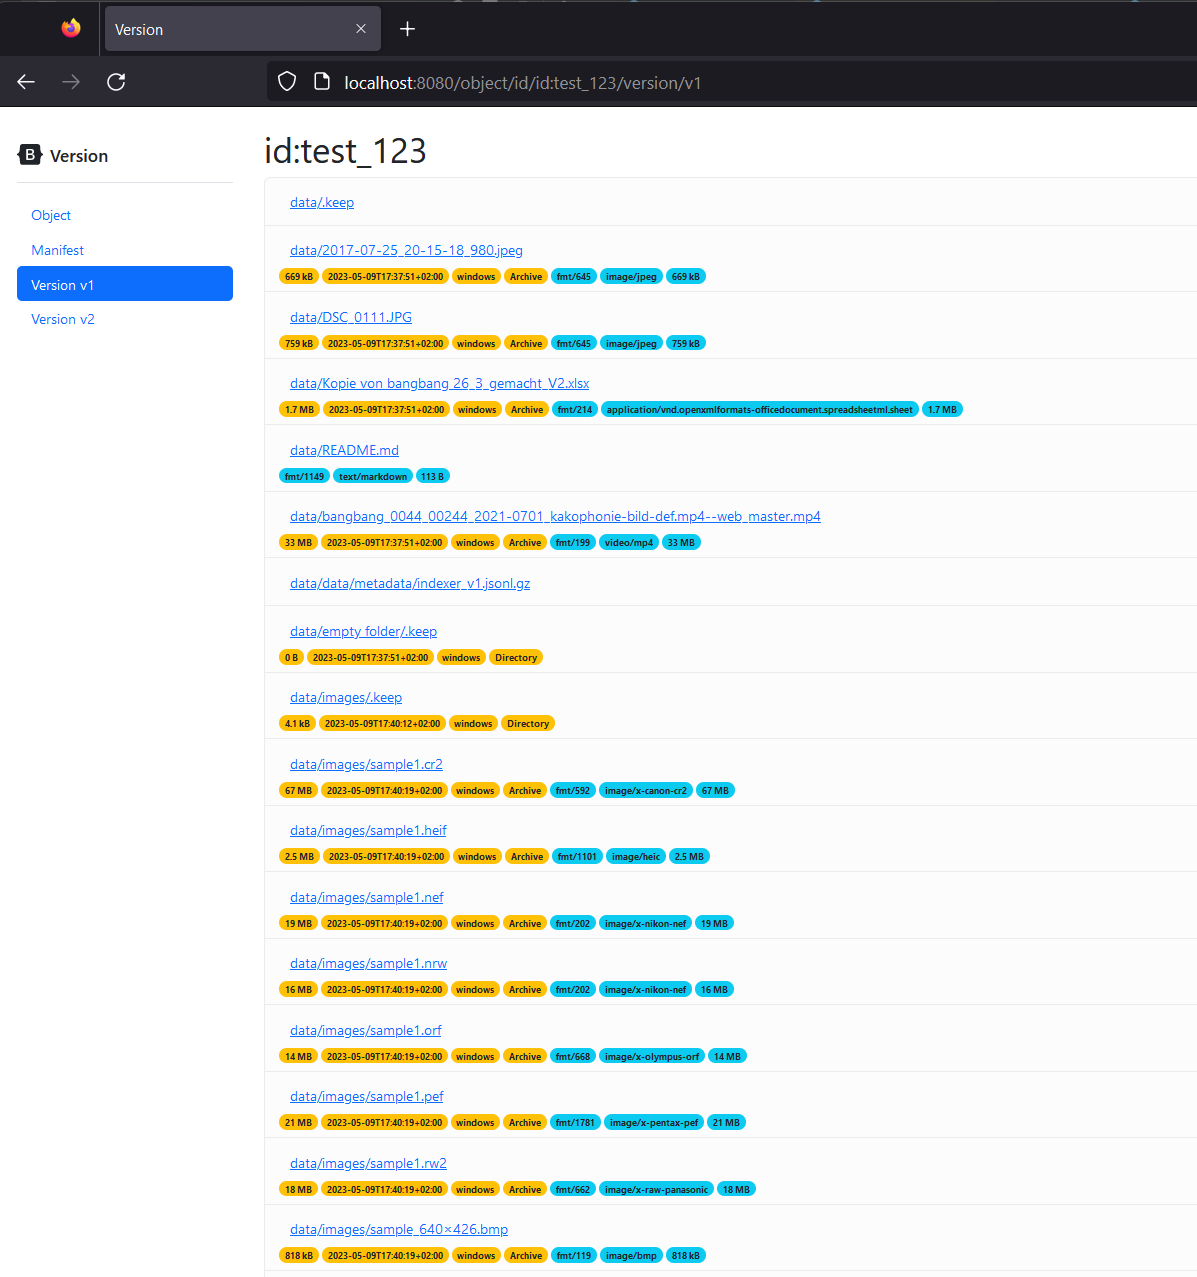 Version
localhost:8080/object/id/id:test_123/version/v1
B Version
Object
Manifest
Version v1
Version v2
id:test_123
data/.keep
data/2017-07-25_20-15-18_980.jpeg
669 kB 2023-05-09T17:37:51+02:00 windows Archive fmt/645 image/jpeg 669 kB
data/DSC_0111.JPG
759 kB 2023-05-09T17:37:51+02:00 windows Archive fmt/645 image/jpeg 759 kB
data/Kopie von bangbang 26_3_gemacht_V2.xlsx
1.7 MB 2023-05-09T17:37:51+02:00 windows Archive fmt/214 application/vnd.openxmlformats-officedocument.spreadsheetml.sheet 1.7 MB
data/README.md
fmt/1149 text/markdown 113 B
data/bangbang_0044_00244_2021-0701_kakophonie-bild-def.mp4--web_master.mp4
33 MB 2023-05-09T17:37:51+02:00 windows Archive fmt/199 video/mp4 33 MB
data/data/metadata/indexer_v1.jsonl.gz
data/empty folder/.keep
0 B 2023-05-09T17:37:51+02:00 windows Directory
data/images/.keep
4.1 kB 2023-05-09T17:40:12+02:00 windows Directory
data/images/sample1.cr2
67 MB 2023-05-09T17:40:19+02:00 windows Archive fmt/592 image/x-canon-cr2 67 MB
data/images/sample1.heif
2.5 MB 2023-05-09T17:40:19+02:00 windows Archive fmt/1101 image/heic 2.5 MB
data/images/sample1.nef
19 MB 2023-05-09T17:40:19+02:00 windows Archive fmt/202 image/x-nikon-nef 19 MB
data/images/sample1.nrw
16 MB 2023-05-09T17:40:19+02:00 windows Archive fmt/202 image/x-nikon-nef 16 MB
data/images/sample1.orf
14 MB 2023-05-09T17:40:19+02:00 windows Archive fmt/668 image/x-olympus-orf 14 MB
data/images/sample1.pef
21 MB 2023-05-09T17:40:19+02:00 windows Archive fmt/1781 image/x-pentax-pef 21 MB
data/images/sample1.rw2
18 MB 2023-05-09T17:40:19+02:00 windows Archive fmt/662 image/x-raw-panasonic 18 MB
data/images/sample_640×426.bmp
818 kB 2023-05-09T17:40:19+02:00 windows Archive fmt/119 image/bmp 818 kB